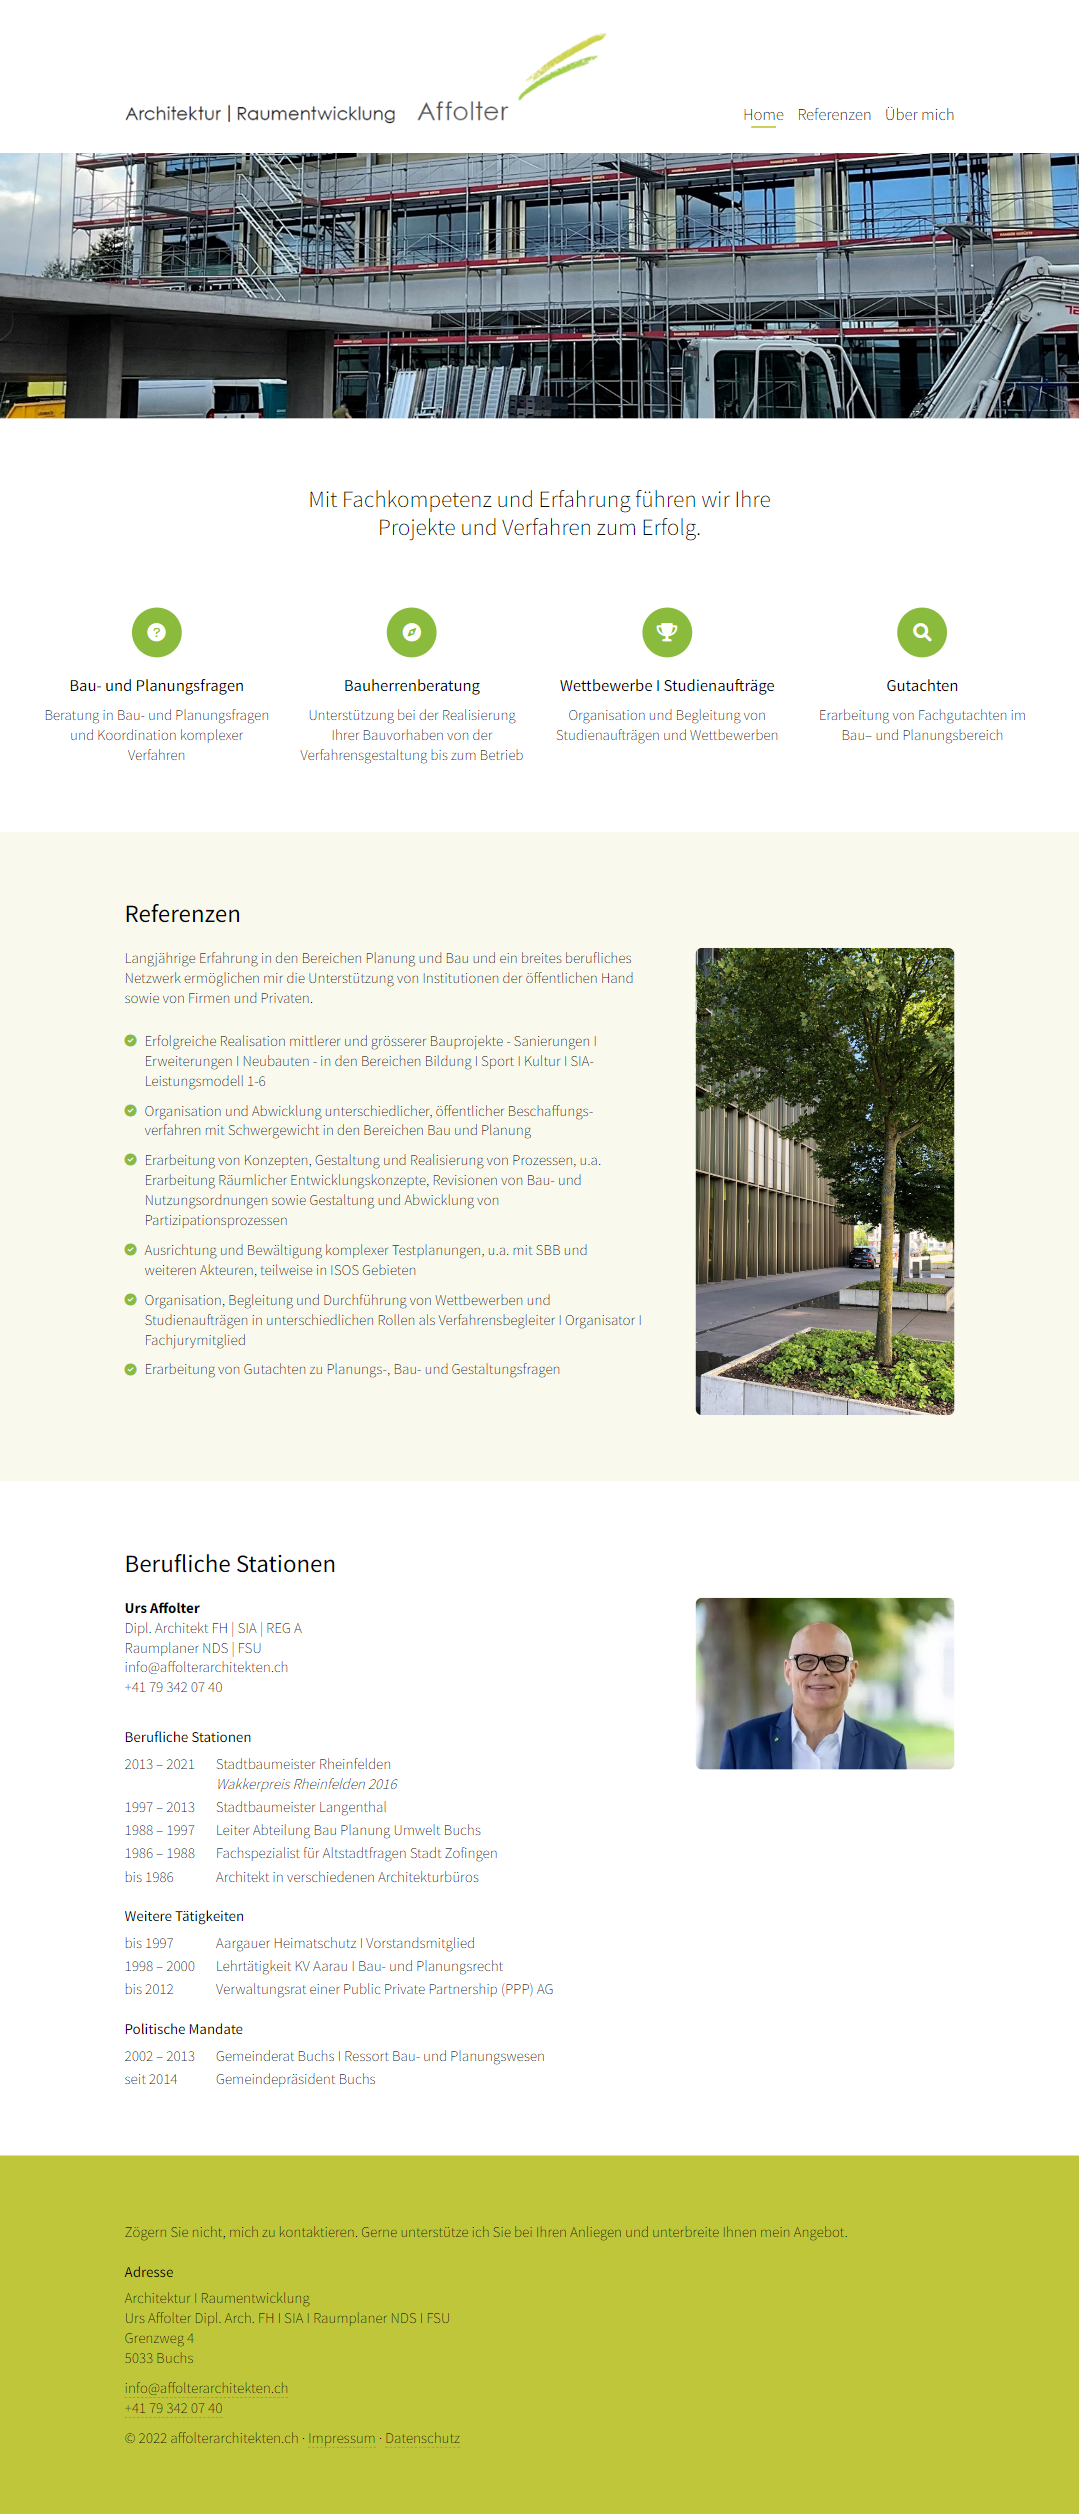 Architektur | Raumentwicklung Affolter
Home Referenzen Über mich
Mit Fachkompetenz und Erfahrung führen wir Ihre
Projekte und Verfahren zum Erfolg.
Bau- und Planungsfragen
Beratung in Bau- und Planungsfragen
und Koordination komplexer
Verfahren
Bauherrenberatung
Unterstützung bei der Realisierung
Ihrer Bauvorhaben von der
Verfahrensgestaltung bis zum Betrieb
Wettbewerbe I Studienaufträge
Organisation und Begleitung von
Studienaufträgen und Wettbewerben
Gutachten
Erarbeitung von Fachgutachten im
Bau– und Planungsbereich
Referenzen
Langjährige Erfahrung in den Bereichen Planung und Bau und ein breites berufliches
Netzwerk ermöglichen mir die Unterstützung von Institutionen der öffentlichen Hand
sowie von Firmen und Privaten.
Erfolgreiche Realisation mittlerer und grösserer Bauprojekte - Sanierungen I
Erweiterungen I Neubauten - in den Bereichen Bildung I Sport I Kultur I SIA-
Leistungsmodell 1-6
Organisation und Abwicklung unterschiedlicher, öffentlicher Beschaffungs-
verfahren mit Schwergewicht in den Bereichen Bau und Planung
Erarbeitung von Konzepten, Gestaltung und Realisierung von Prozessen, u.a.
Erarbeitung Räumlicher Entwicklungskonzepte, Revisionen von Bau- und
Nutzungsordnungen sowie Gestaltung und Abwicklung von
Partizipationsprozessen
Ausrichtung und Bewältigung komplexer Testplanungen, u.a. mit SBB und
weiteren Akteuren, teilweise in ISOS Gebieten
Organisation, Begleitung und Durchführung von Wettbewerben und
Studienaufträgen in unterschiedlichen Rollen als Verfahrensbegleiter I Organisator I
Fachjurymitglied
Erarbeitung von Gutachten zu Planungs-, Bau- und Gestaltungsfragen
Berufliche Stationen
Urs Affolter
Dipl. Architekt FH | SIA | REG A
Raumplaner NDS | FSU
info@affolterarchitekten.ch
+41 79 342 07 40
Berufliche Stationen
2013 – 2021 Stadtbaumeister Rheinfelden
Wakkerpreis Rheinfelden 2016
1997 – 2013 Stadtbaumeister Langenthal
1988 – 1997 Leiter Abteilung Bau Planung Umwelt Buchs
1986 – 1988 Fachspezialist für Altstadtfragen Stadt Zofingen
bis 1986 Architekt in verschiedenen Architekturbüros
Weitere Tätigkeiten
bis 1997 Aargauer Heimatschutz I Vorstandsmitglied
1998 – 2000 Lehrtätigkeit KV Aarau I Bau- und Planungsrecht
bis 2012 Verwaltungsrat einer Public Private Partnership (PPP) AG
Politische Mandate
2002 – 2013 Gemeinderat Buchs I Ressort Bau- und Planungswesen
seit 2014 Gemeindepräsident Buchs
Zögern Sie nicht, mich zu kontaktieren. Gerne unterstütze ich Sie bei Ihren Anliegen und unterbreite Ihnen mein Angebot.
Adresse
Architektur I Raumentwicklung
Urs Affolter Dipl. Arch. FH I SIA I Raumplaner NDS I FSU
Grenzweg 4
5033 Buchs
info@affolterarchitekten.ch
+41 79 342 07 40
© 2022 affolterarchitekten.ch · Impressum · Datenschutz